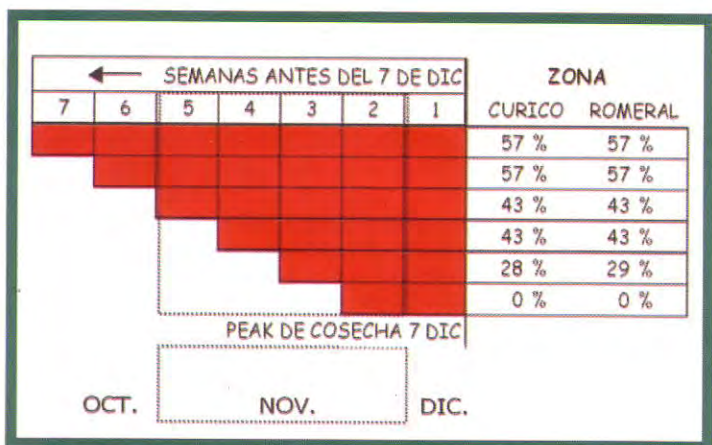 SEMANAS ANTES DEL 7 DE DIC ZONA
7 6 5 4 3 2 1 CURICO ROMERAL
57 % 57 %
57 % 57 %
43 % 43 %
43 % 43 %
28 % 29 %
0 % 0 %
PEAK DE COSECHA 7 DIC
OCT. NOV. DIC.